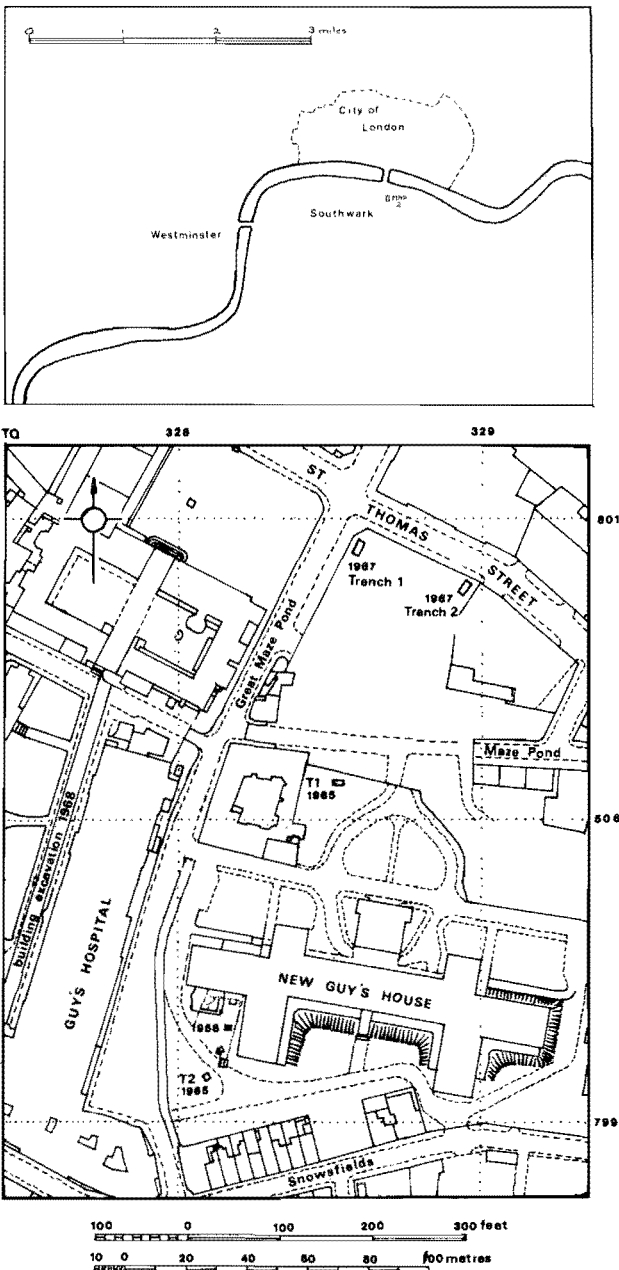 0 1 2 3 miles
City of
London
Southwark
Westminster
TQ 328 329
801
ST
THOMAS
STREET
1967
Trench 1
1967
Trench 2
Great Maze Pond
Maze Pond
T1
1965
506
building excavation 1968
GUY'S HOSPITAL
NEW GUY'S HOUSE
T2
1965
799
Snowsfields
100 0 100 200 300 feet
10 0 20 40 60 80 100 metres